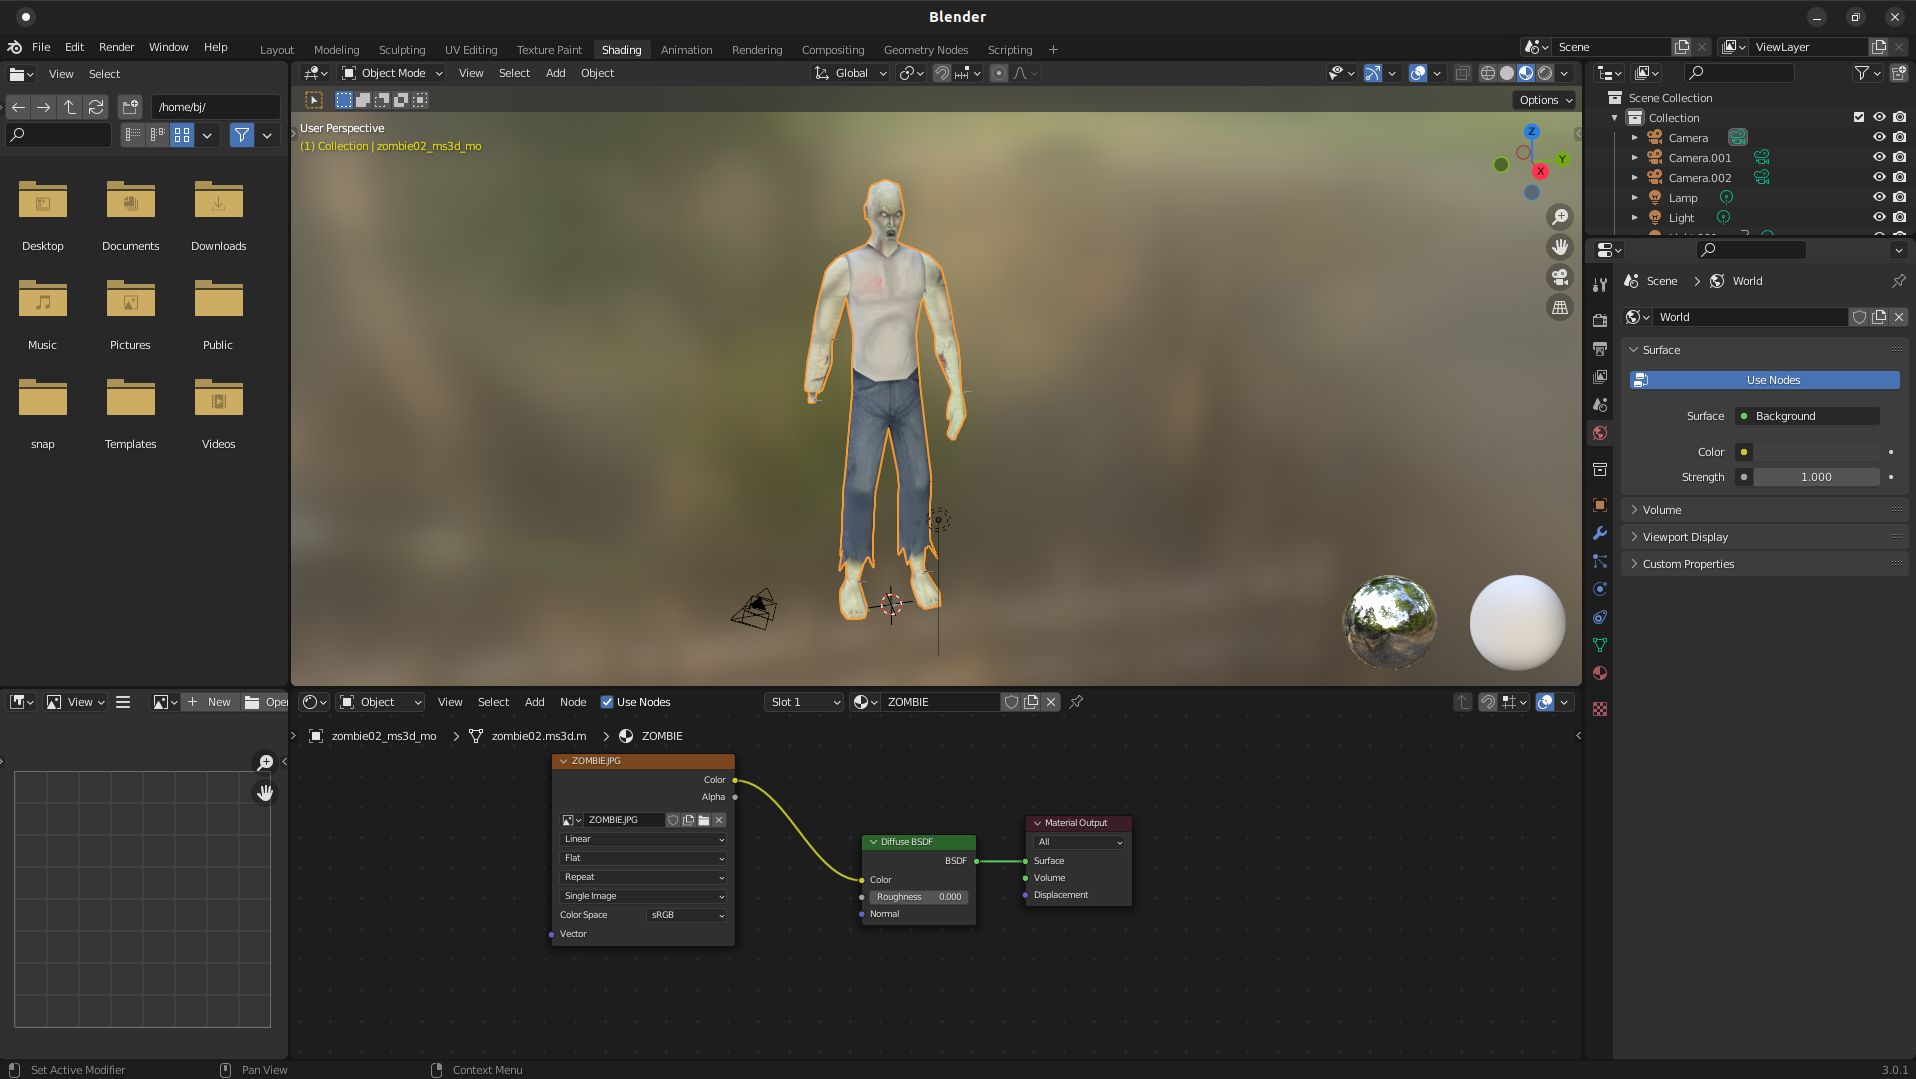 Blender
File Edit Render Window Help
Layout Modeling Sculpting UV Editing Texture Paint Shading Animation Rendering Compositing Geometry Nodes Scripting
Scene
ViewLayer
View Select
Object Mode View Select Add Object
Global
/home/bj/
Options
User Perspective
(1) Collection | zombie02_ms3d_mo
Z
Y
X
Desktop Documents Downloads
Music Pictures Public
snap Templates Videos
Scene Collection
Collection
Camera
Camera.001
Camera.002
Lamp
Light
Scene World
World
Surface
Use Nodes
Surface Background
Color
Strength 1.000
Volume
Viewport Display
Custom Properties
View New
Object View Select Add Node Use Nodes Slot 1 ZOMBIE
zombie02_ms3d_mo zombie02.ms3d.m ZOMBIE
ZOMBIE.JPG
Color
Alpha
ZOMBIE.JPG
Linear
Flat
Repeat
Single Image
Color Space sRGB
Vector
Diffuse BSDF
BSDF
Color
Roughness 0.000
Normal
Material Output
All
Surface
Volume
Displacement
Set Active Modifier Pan View Context Menu 3.0.1